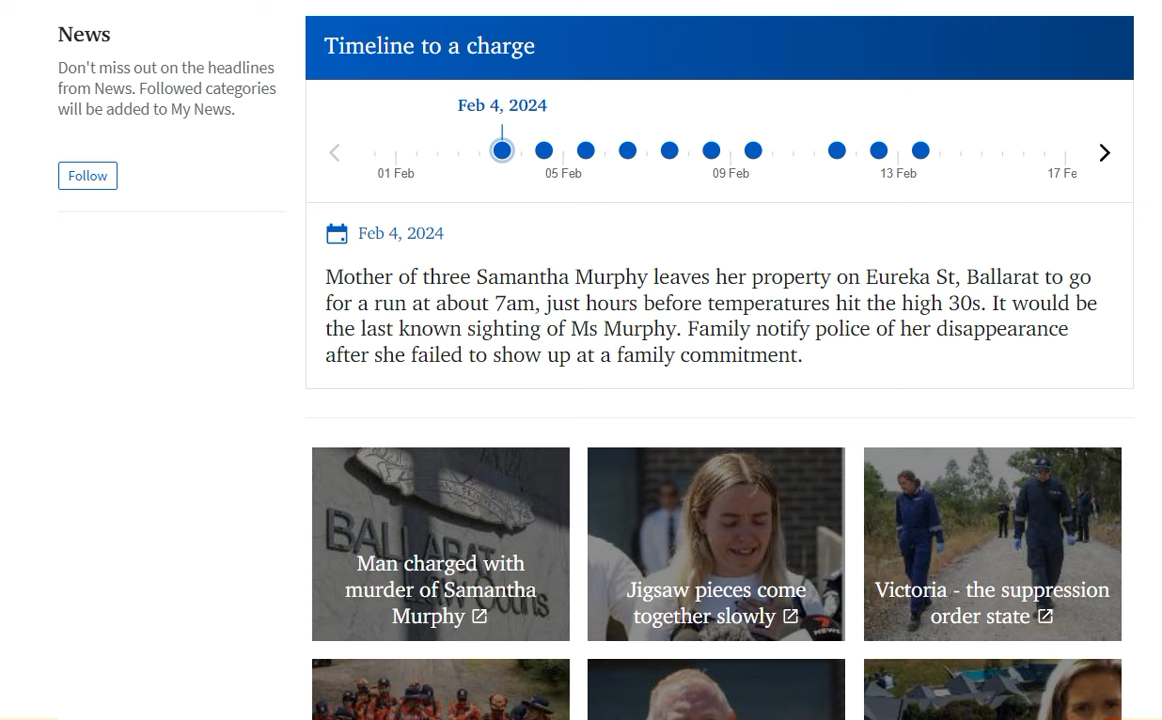 News
Don't miss out on the headlines
from News. Followed categories
will be added to My News.
Follow
Timeline to a charge
Feb 4, 2024
01 Feb
05 Feb
09 Feb
13 Feb
17 Fe
Feb 4, 2024
Mother of three Samantha Murphy leaves her property on Eureka St, Ballarat to go
for a run at about 7am, just hours before temperatures hit the high 30s. It would be
the last known sighting of Ms Murphy. Family notify police of her disappearance
after she failed to show up at a family commitment.
BALLARAT
Man charged with
murder of Samantha
Murphy
Jigsaw pieces come
together slowly
7NEWS
Victoria - the suppression
order state